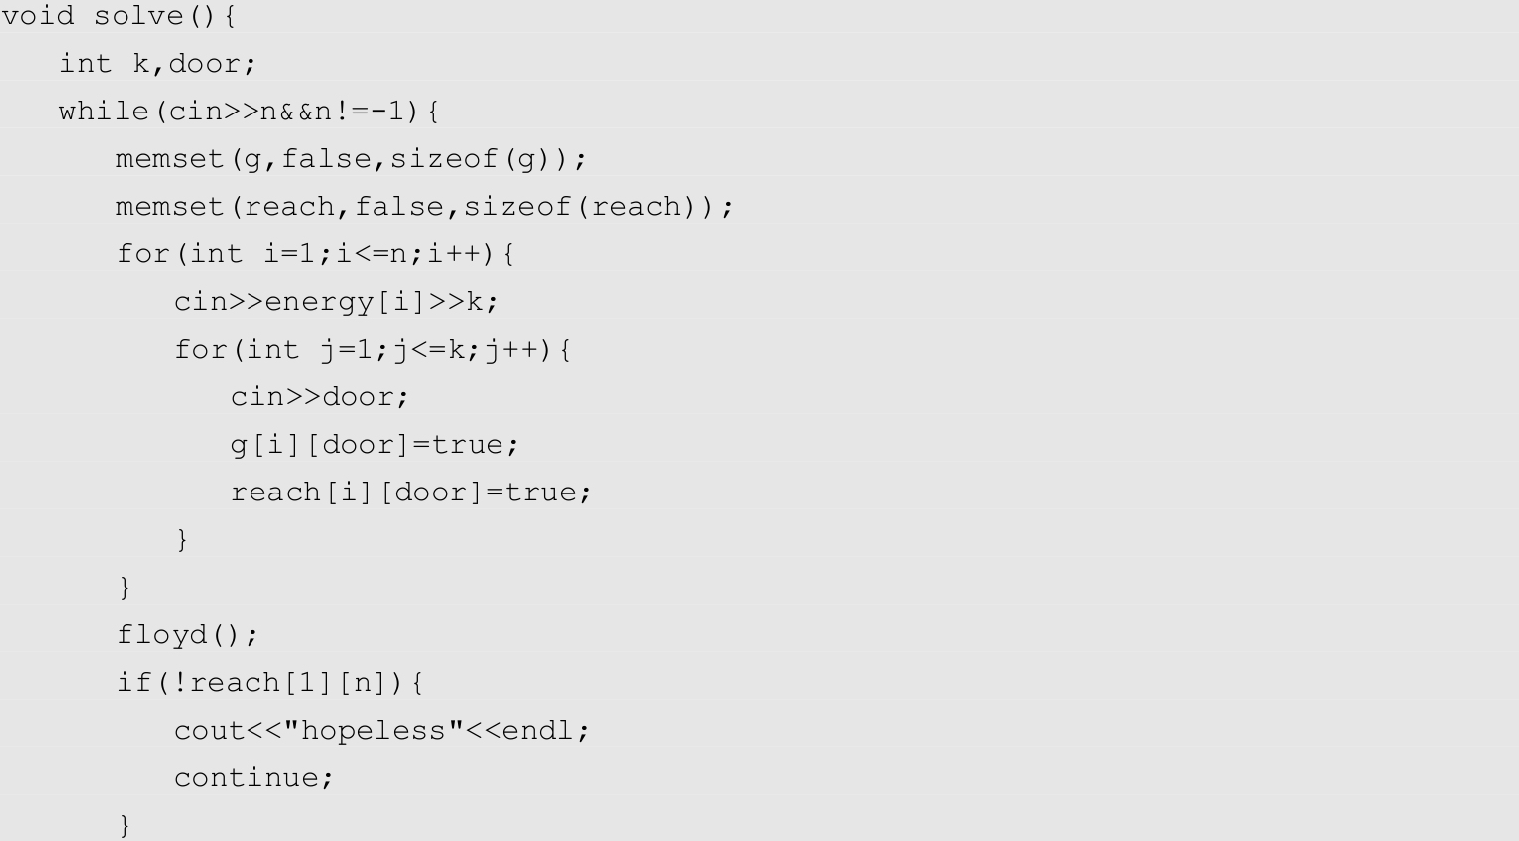 void solve(){
   int k,door;
   while(cin>>n&&n!=-1){
      memset(g,false,sizeof(g));
      memset(reach,false,sizeof(reach));
      for(int i=1;i<=n;i++){
         cin>>energy[i]>>k;
         for(int j=1;j<=k;j++){
            cin>>door;
            g[i][door]=true;
            reach[i][door]=true;
         }
      }
      floyd();
      if(!reach[1][n]){
         cout<<"hopeless"<<endl;
         continue;
      }